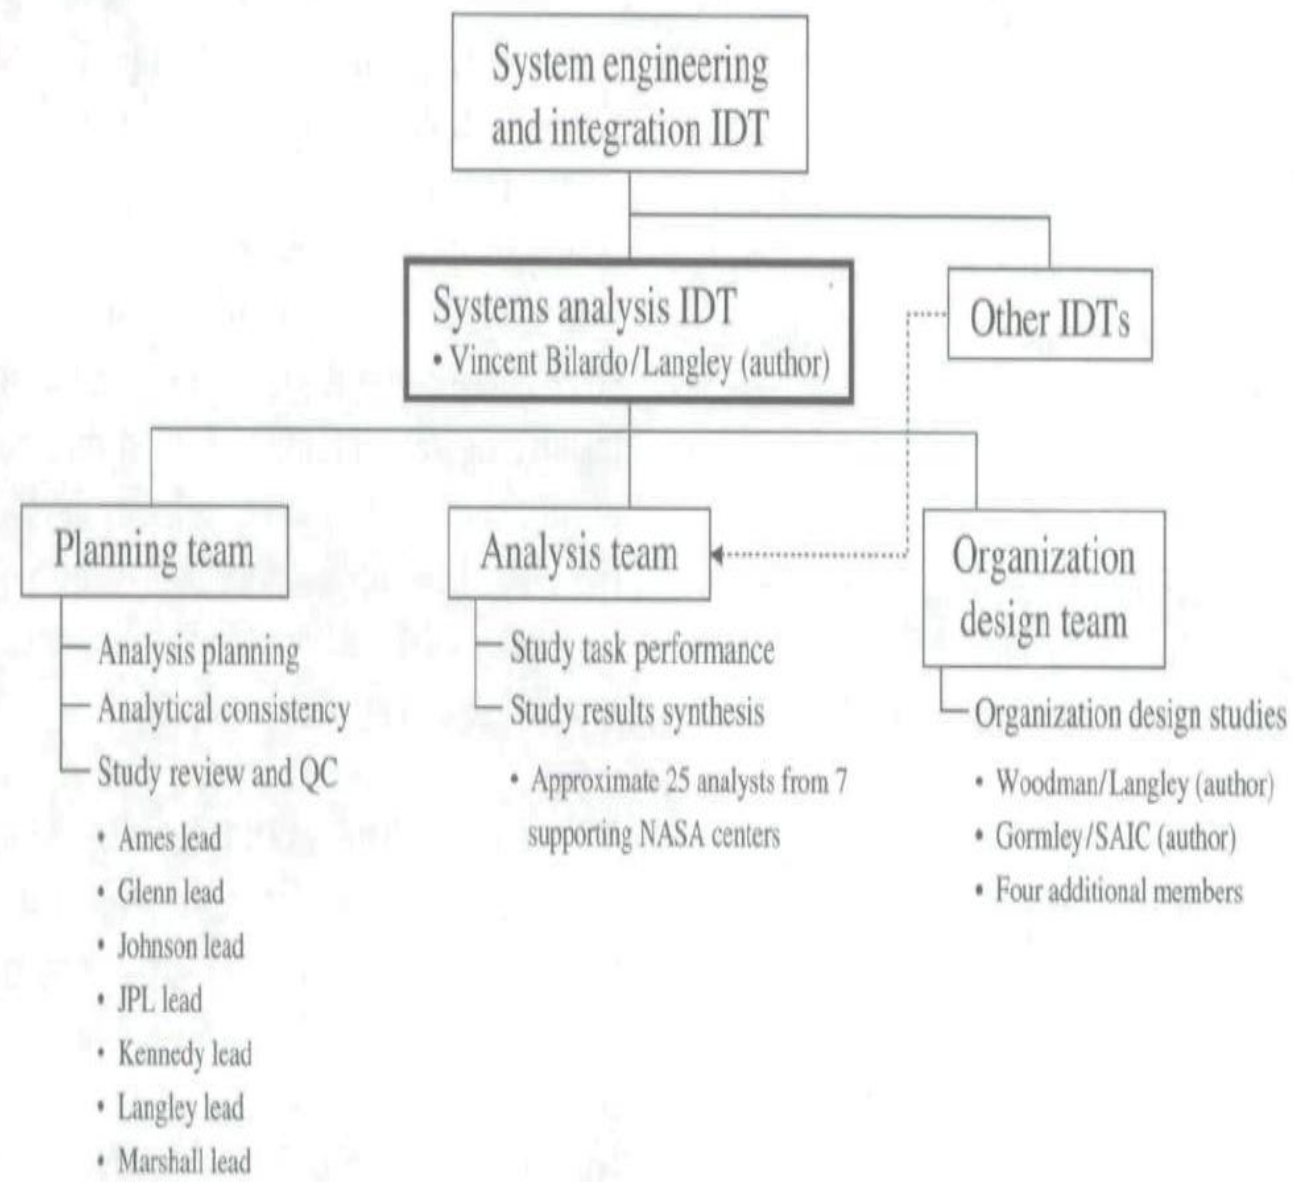 System engineering
and integration IDT
Systems analysis IDT
• Vincent Bilardo/Langley (author)
Other IDTs
Planning team
Analysis planning
Analytical consistency
Study review and QC
• Ames lead
• Glenn lead
• Johnson lead
• JPL lead
• Kennedy lead
• Langley lead
• Marshall lead
Analysis team
Study task performance
Study results synthesis
• Approximate 25 analysts from 7
supporting NASA centers
Organization
design team
Organization design studies
• Woodman/Langley (author)
• Gormley/SAIC (author)
• Four additional members